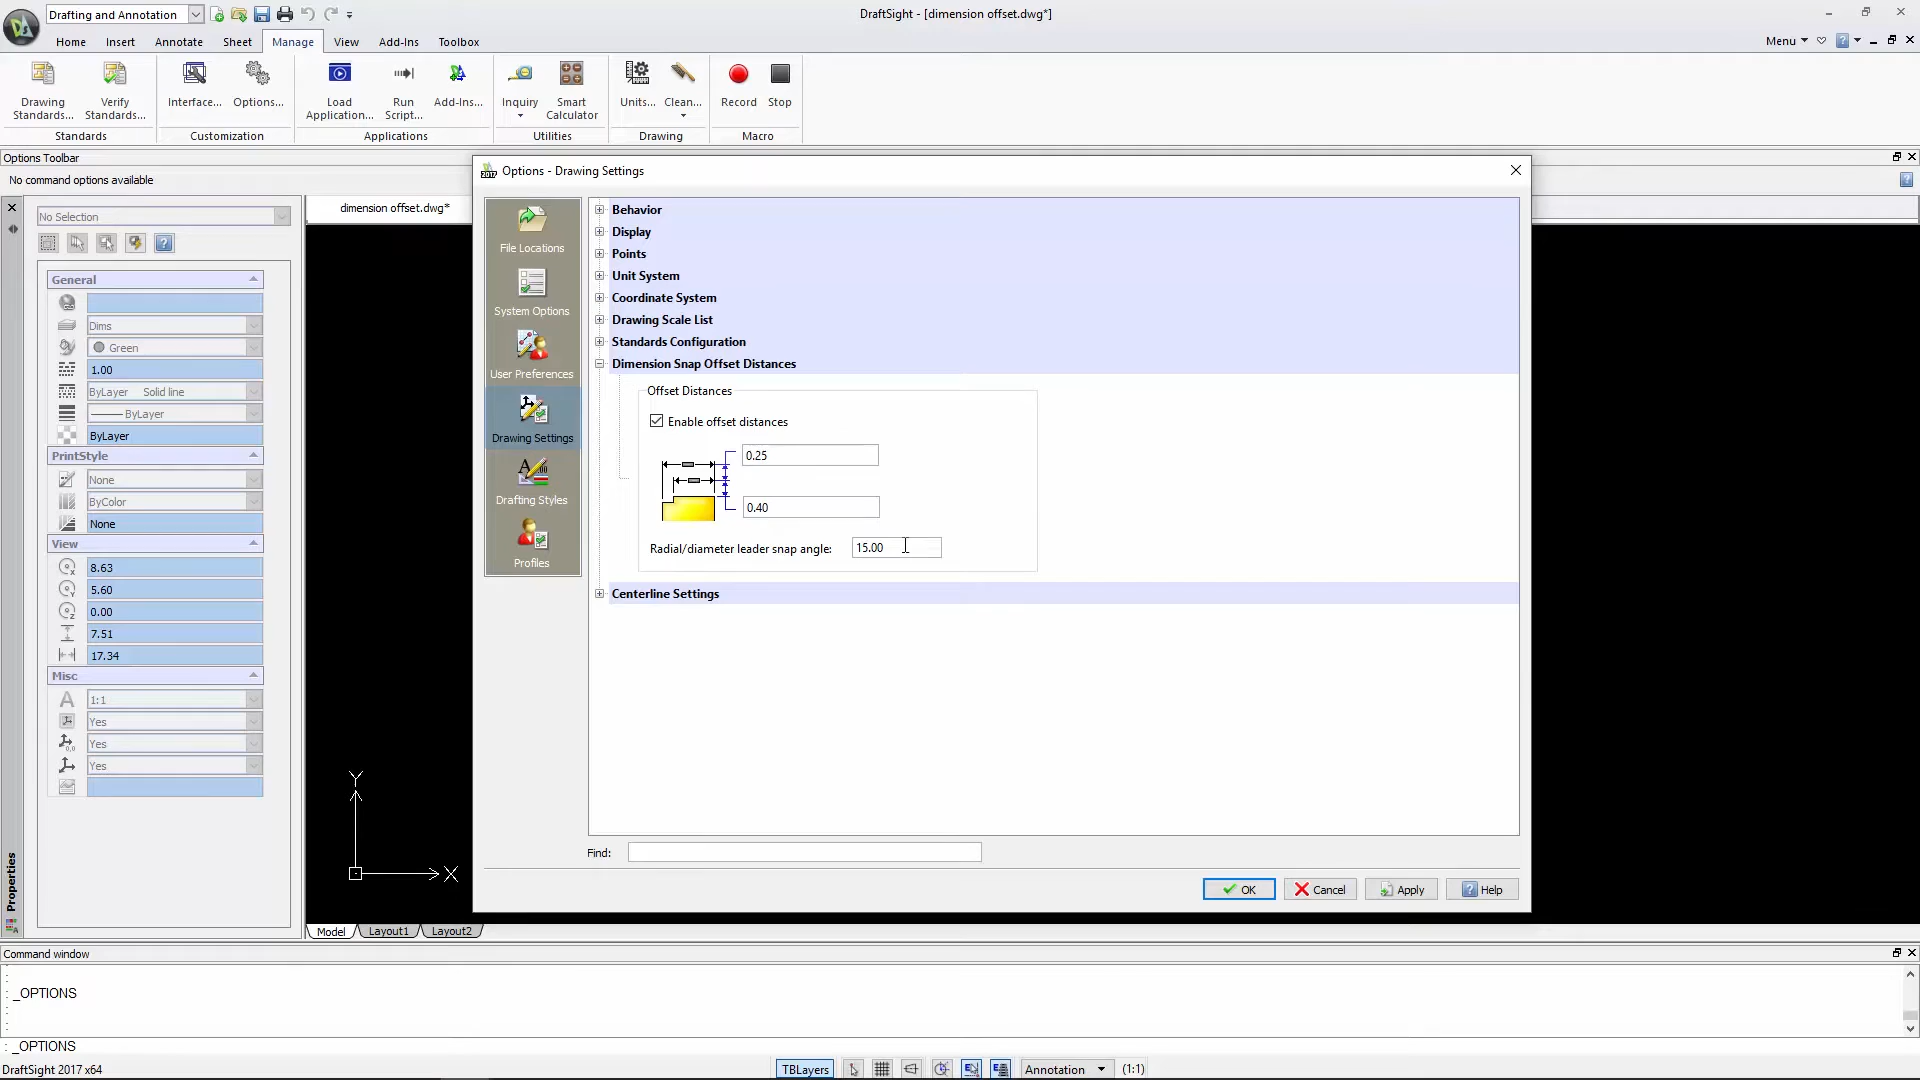 Drafting and Annotation
DraftSight - [dimension offset.dwg*]
Home Insert Annotate Sheet Manage View Add-Ins Toolbox
Menu
Drawing Standards...
Verify Standards...
Interface...
Options...
Load Application...
Run Script...
Add-Ins...
Inquiry
Smart Calculator
Units...
Clean...
Record
Stop
Standards
Customization
Applications
Utilities
Drawing
Macro
Options Toolbar
No command options available
No Selection
dimension offset.dwg*
General
Dims
Green
1.00
ByLayer Solid line
ByLayer
ByLayer
PrintStyle
None
ByColor
None
View
8.63
5.60
0.00
7.51
17.34
Misc
1:1
Yes
Yes
Yes
Properties
Y
X
Options - Drawing Settings
File Locations
System Options
User Preferences
Drawing Settings
Drafting Styles
Profiles
Behavior
Display
Points
Unit System
Coordinate System
Drawing Scale List
Standards Configuration
Dimension Snap Offset Distances
Offset Distances
Enable offset distances
0.25
0.40
Radial/diameter leader snap angle: 15.00
Centerline Settings
Find:
OK
Cancel
Apply
Help
Model Layout1 Layout2
Command window
:
: _OPTIONS
:
:
: _OPTIONS
DraftSight 2017 x64
TBLayers
Annotation
(1:1)